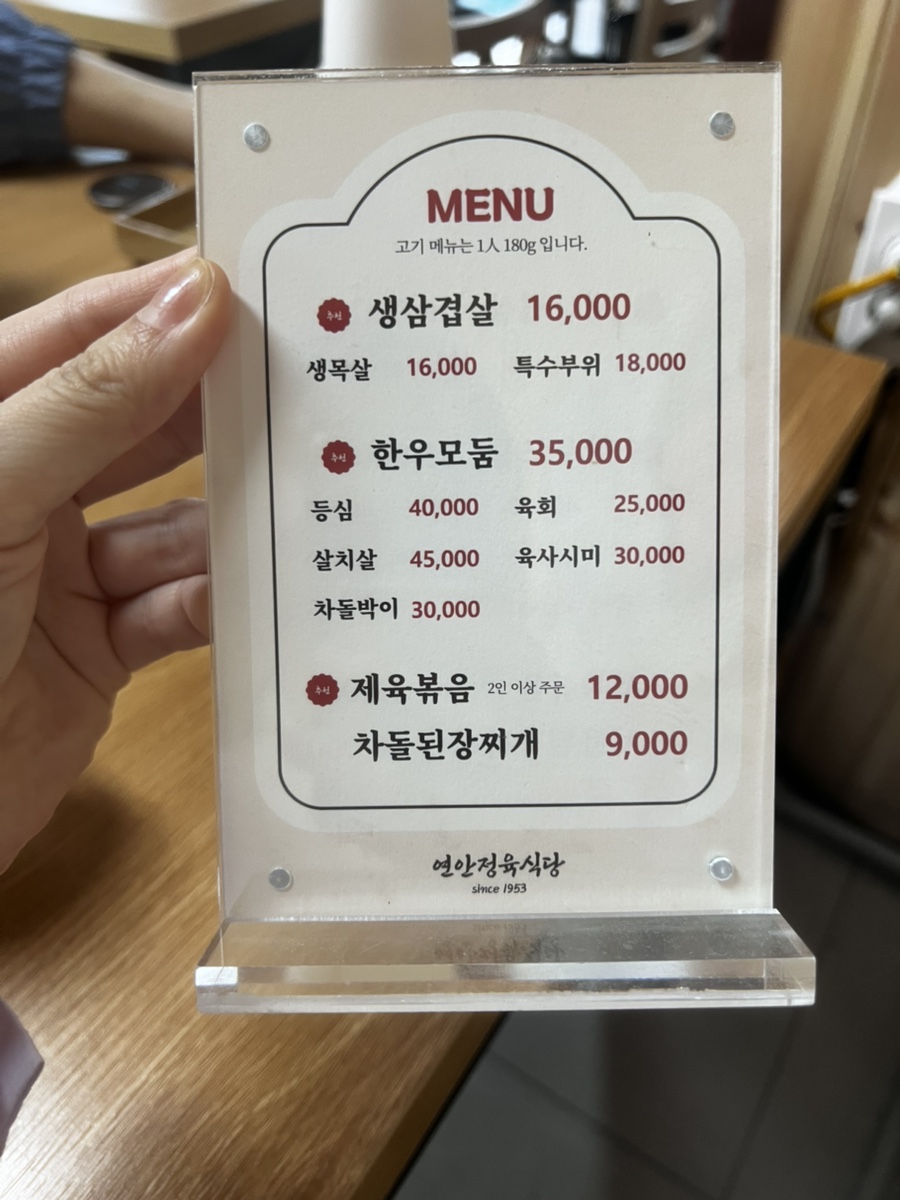 MENU
고기 메뉴는 1人 180g 입니다.
추천 생삼겹살 16,000
생목살 16,000 특수부위 18,000
추천 한우모둠 35,000
등심 40,000 육회 25,000
살치살 45,000 육사시미 30,000
차돌박이 30,000
추천 제육볶음 2인 이상 주문 12,000
차돌된장찌개 9,000
연안정육식당
since 1953